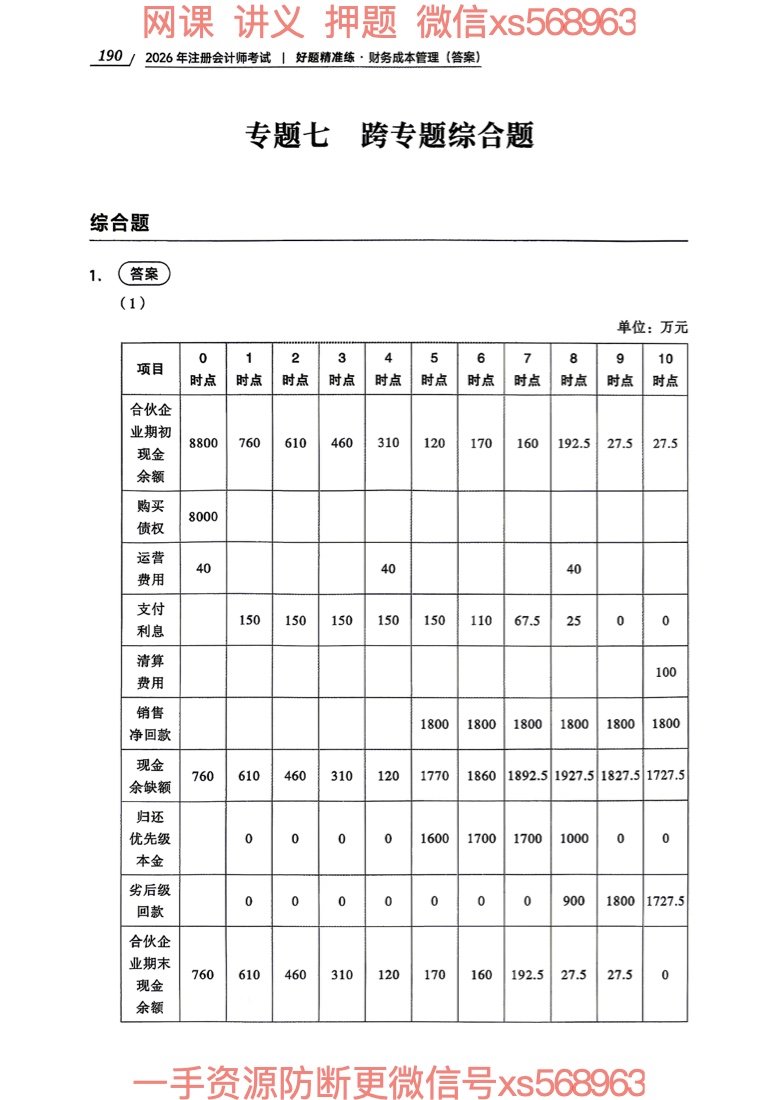 网课 讲义 押题 微信xs568963
190 / 2026年注册会计师考试 | 好题精准练·财务成本管理（答案）
专题七 跨专题综合题
综合题
1. 答案
（1）
单位：万元
项目 0时点 1时点 2时点 3时点 4时点 5时点 6时点 7时点 8时点 9时点 10时点
合伙企业期初现金余额 8800 760 610 460 310 120 170 160 192.5 27.5 27.5
购买债权 8000
运营费用 40 40 40
支付利息 150 150 150 150 150 110 67.5 25 0 0
清算费用 100
销售净回款 1800 1800 1800 1800 1800 1800
现金余缺额 760 610 460 310 120 1770 1860 1892.5 1927.5 1827.5 1727.5
归还优先级本金 0 0 0 0 1600 1700 1700 1000 0 0
劣后级回款 0 0 0 0 0 0 0 900 1800 1727.5
合伙企业期末现金余额 760 610 460 310 120 170 160 192.5 27.5 27.5 0
一手资源防断更微信号xs568963